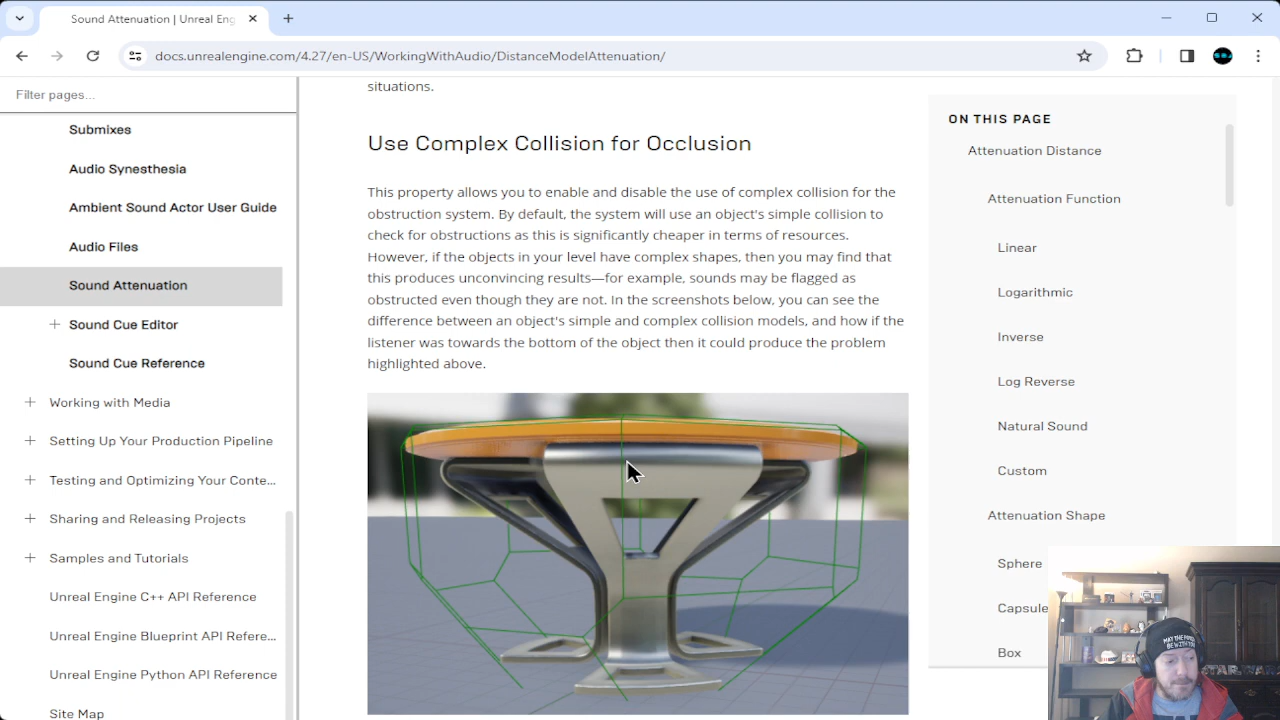 Sound Attenuation | Unreal Eng
docs.unrealengine.com/4.27/en-US/WorkingWithAudio/DistanceModelAttenuation/
Filter pages...
Submixes
Audio Synesthesia
Ambient Sound Actor User Guide
Audio Files
Sound Attenuation
Sound Cue Editor
Sound Cue Reference
Working with Media
Setting Up Your Production Pipeline
Testing and Optimizing Your Conte...
Sharing and Releasing Projects
Samples and Tutorials
Unreal Engine C++ API Reference
Unreal Engine Blueprint API Refere...
Unreal Engine Python API Reference
Site Map
situations.
Use Complex Collision for Occlusion
This property allows you to enable and disable the use of complex collision for the
obstruction system. By default, the system will use an object's simple collision to
check for obstructions as this is significantly cheaper in terms of resources.
However, if the objects in your level have complex shapes, then you may find that
this produces unconvincing results—for example, sounds may be flagged as
obstructed even though they are not. In the screenshots below, you can see the
difference between an object's simple and complex collision models, and how if the
listener was towards the bottom of the object then it could produce the problem
highlighted above.
ON THIS PAGE
Attenuation Distance
Attenuation Function
Linear
Logarithmic
Inverse
Log Reverse
Natural Sound
Custom
Attenuation Shape
Sphere
Capsule
Box
STAR WARS